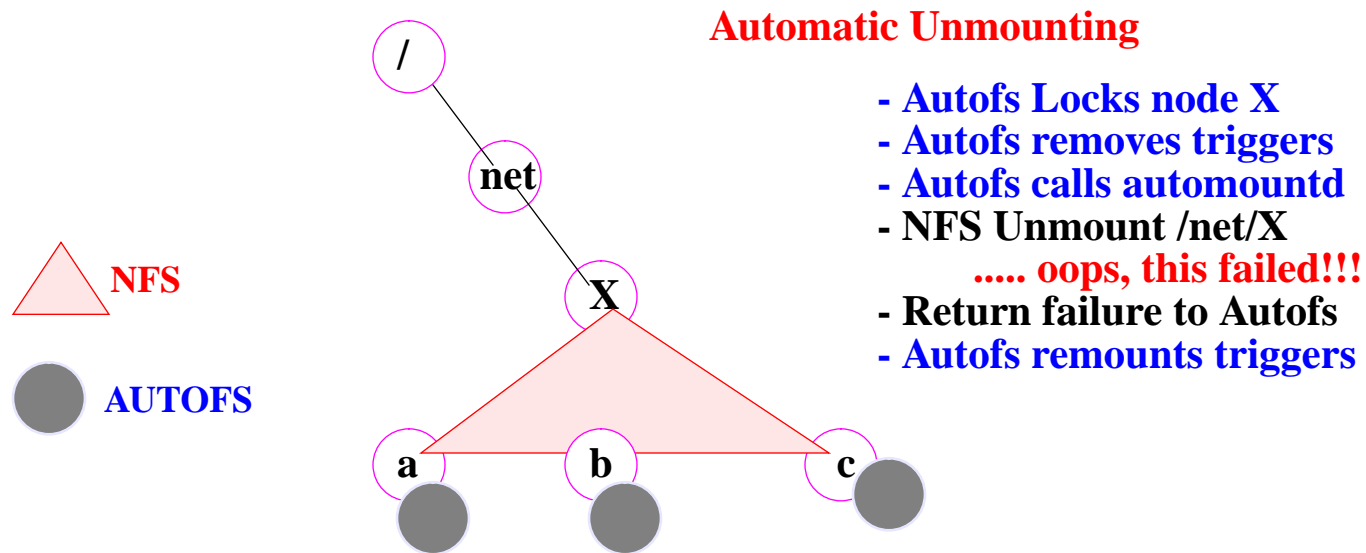 Automatic Unmounting
/
- Autofs Locks node X
- Autofs removes triggers
net
- Autofs calls automountd
- NFS Unmount /net/X
..... oops, this failed!!!
NFS
X
- Return failure to Autofs
- Autofs remounts triggers
AUTOFS
a
b
c